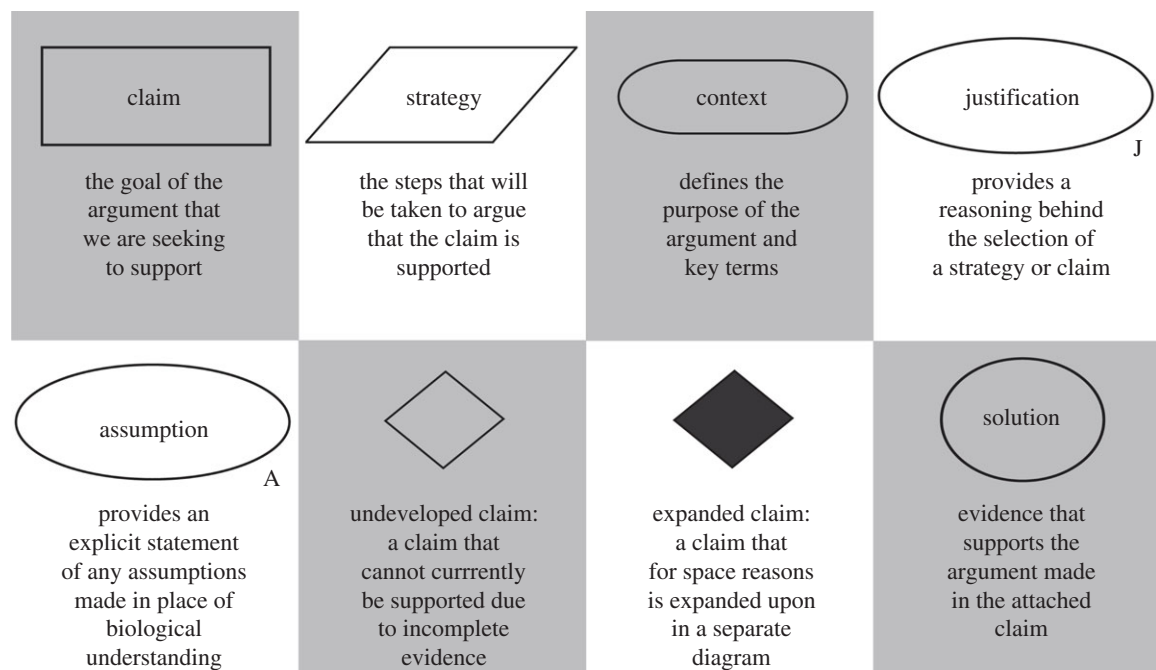 claim
the goal of the
argument that
we are seeking
to support
strategy
the steps that will
be taken to argue
that the claim is
supported
context
defines the
purpose of the
argument and
key terms
justification
J
provides a
reasoning behind
the selection of
a strategy or claim
assumption
A
provides an
explicit statement
of any assumptions
made in place of
biological
understanding
undeveloped claim:
a claim that
cannot currrently
be supported due
to incomplete
evidence
expanded claim:
a claim that
for space reasons
is expanded upon
in a separate
diagram
solution
evidence that
supports the
argument made
in the attached
claim